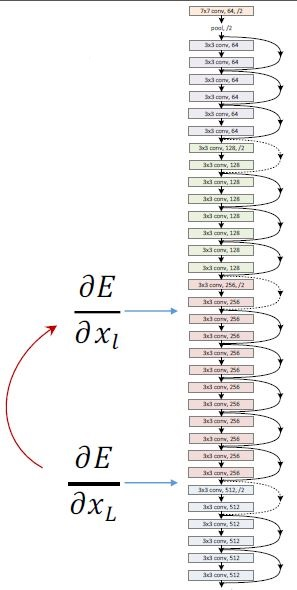 7x7 conv, 64, /2
pool, /2
3x3 conv, 64
3x3 conv, 64
3x3 conv, 64
3x3 conv, 64
3x3 conv, 64
3x3 conv, 64
3x3 conv, 128, /2
3x3 conv, 128
3x3 conv, 128
3x3 conv, 128
3x3 conv, 128
3x3 conv, 128
3x3 conv, 128
3x3 conv, 128
3x3 conv, 256, /2
3x3 conv, 256
3x3 conv, 256
3x3 conv, 256
3x3 conv, 256
3x3 conv, 256
3x3 conv, 256
3x3 conv, 256
3x3 conv, 256
3x3 conv, 256
3x3 conv, 256
3x3 conv, 256
3x3 conv, 512, /2
3x3 conv, 512
3x3 conv, 512
3x3 conv, 512
3x3 conv, 512
3x3 conv, 512
∂E
∂xₗ
∂E
∂x_L